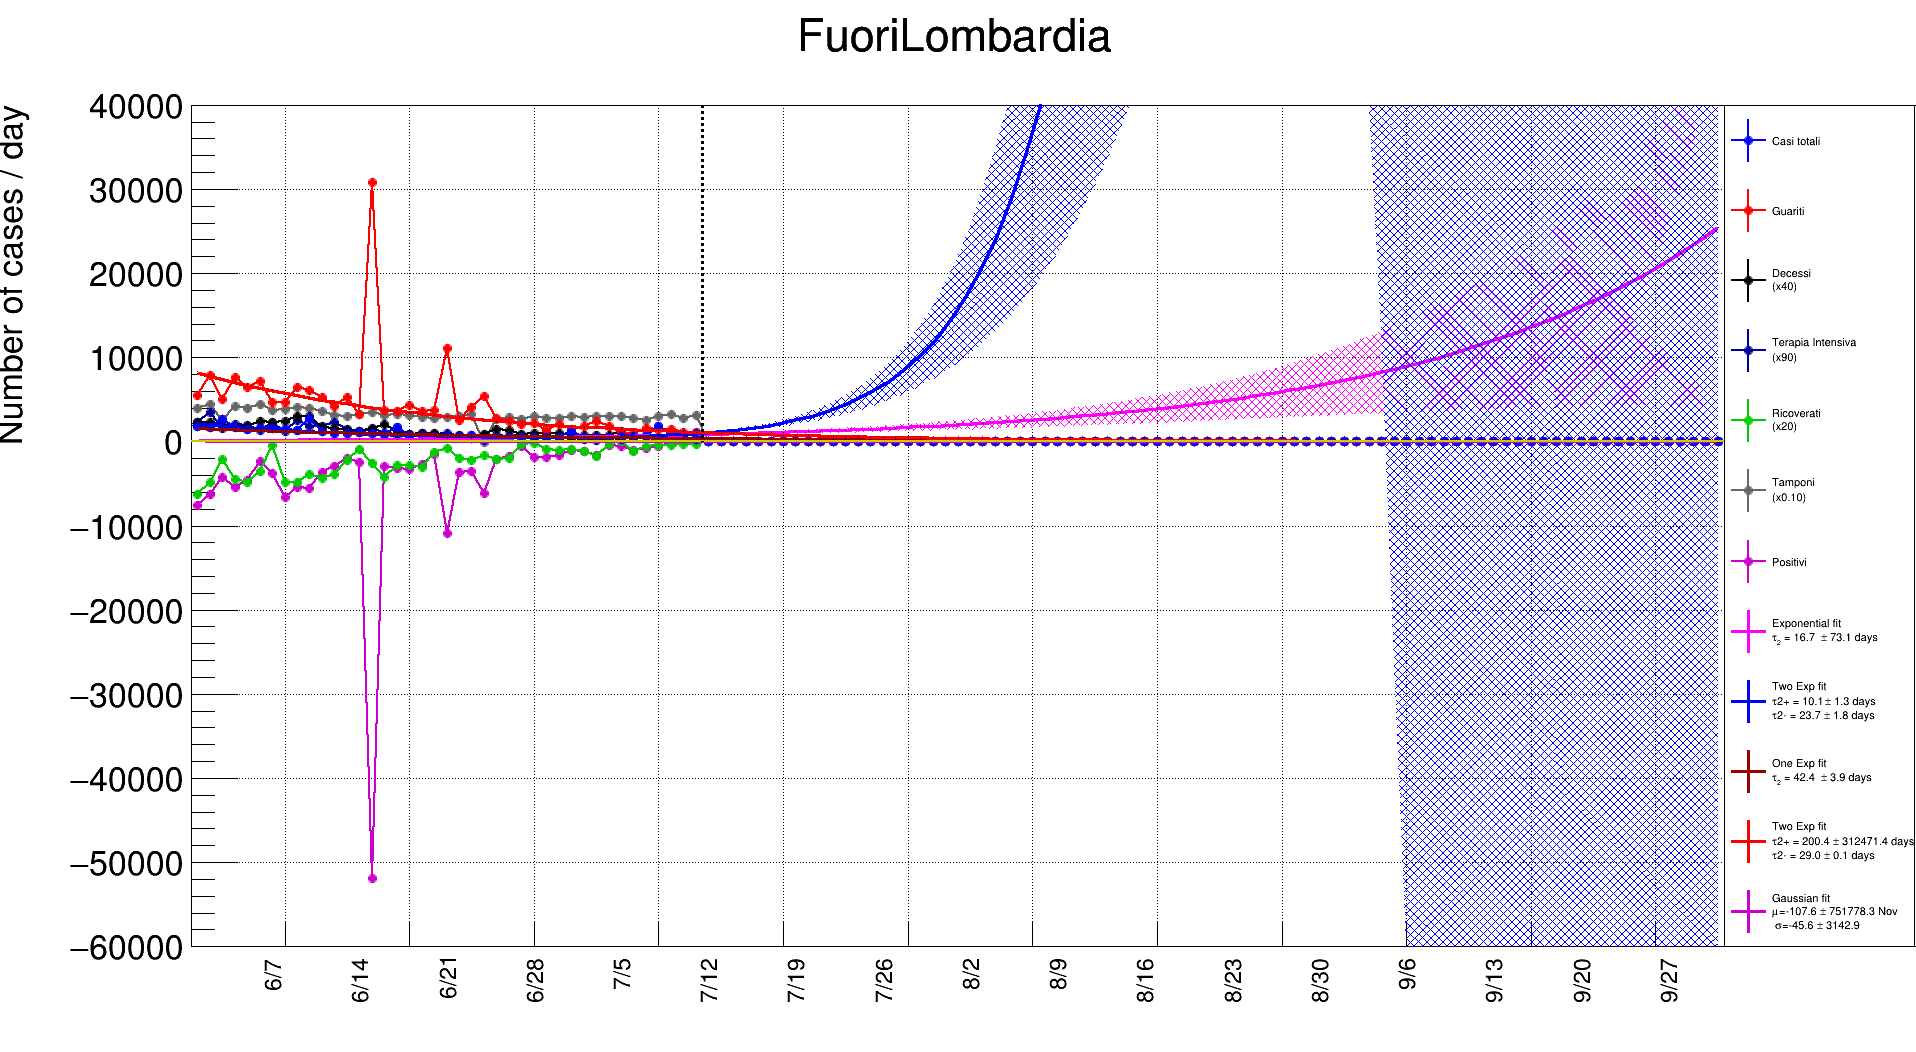 FuoriLombardia
Number of cases / day
40000
30000
20000
10000
0
−10000
−20000
−30000
−40000
−50000
−60000
6/7
6/14
6/21
6/28
7/5
7/12
7/19
7/26
8/2
8/9
8/16
8/23
8/30
9/6
9/13
9/20
9/27
Casi totali
Guariti
Decessi
(x40)
Terapia Intensiva
(x90)
Ricoverati
(x20)
Tamponi
(x0.10)
Positivi
Exponential fit
τ2 = 16.7 ± 73.1 days
Two Exp fit
τ2+ = 10.1± 1.3 days
τ2- = 23.7 ± 1.8 days
One Exp fit
τ2 = 42.4 ± 3.9 days
Two Exp fit
τ2+ = 200.4 ± 312471.4 days
τ2- = 29.0 ± 0.1 days
Gaussian fit
μ=-107.6 ± 751778.3 Nov
σ=-45.6 ± 3142.9